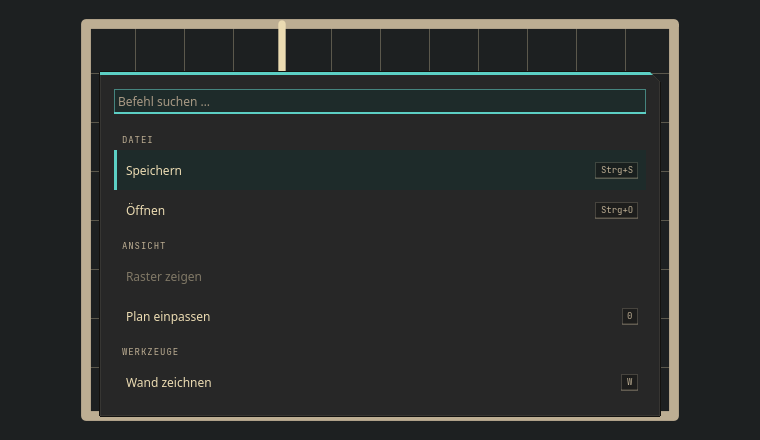 Befehl suchen …
DATEI
Speichern Strg+S
Öffnen Strg+O
ANSICHT
Raster zeigen
Plan einpassen 0
WERKZEUGE
Wand zeichnen W